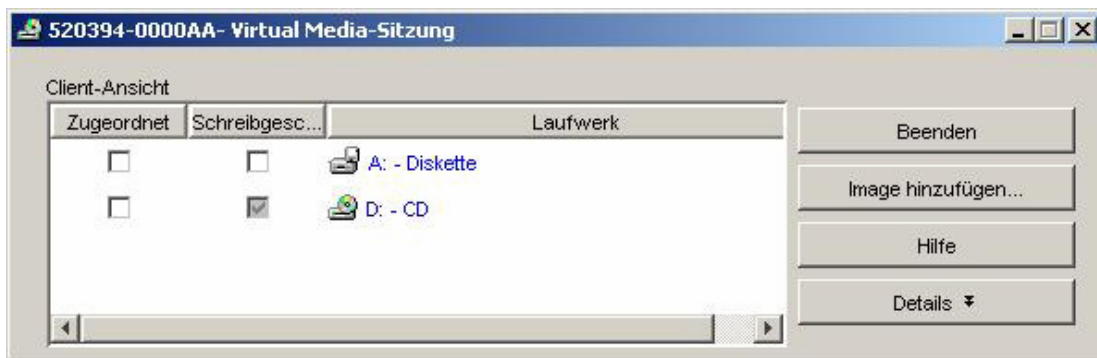 520394-0000AA- Virtual Media-Sitzung
Client-Ansicht
Zugeordnet Schreibgesc... Laufwerk
A: - Diskette
D: - CD
Beenden
Image hinzufügen...
Hilfe
Details